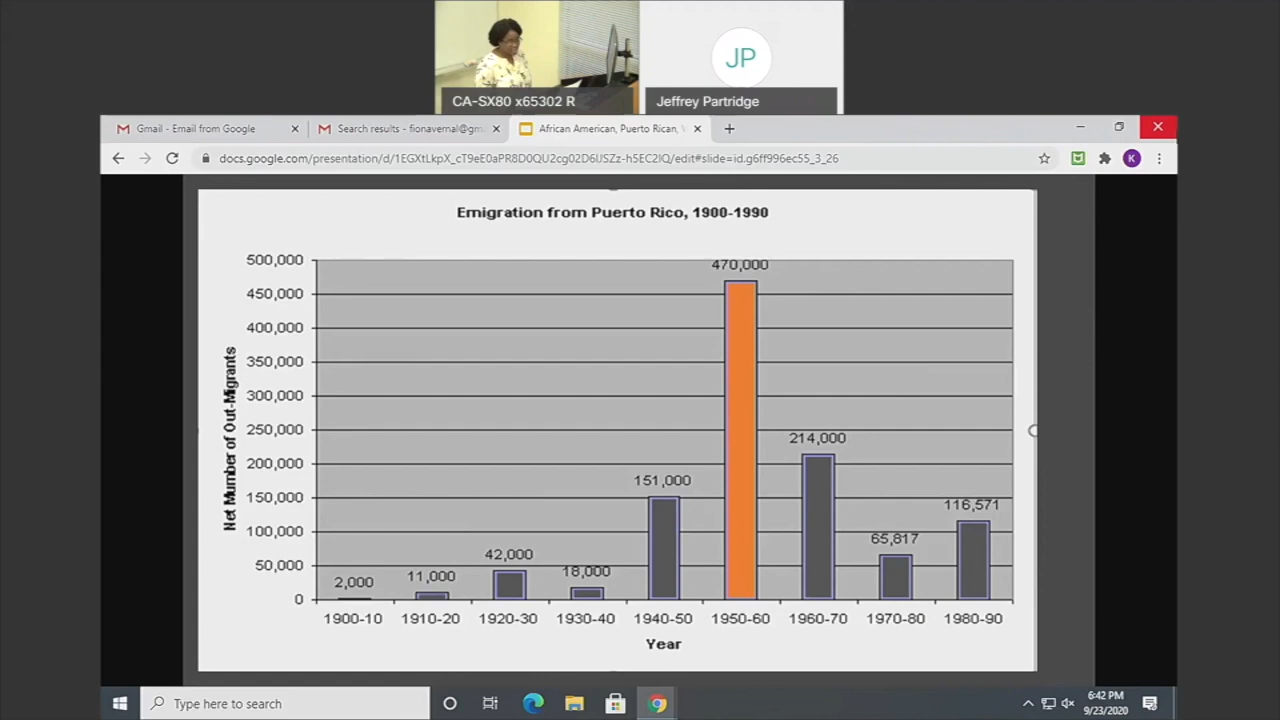 JP
CA-SX80 x65302 R
Jeffrey Partridge
Gmail - Email from Google
Search results - fionavernal@gm
African American, Puerto Rican,
docs.google.com/presentation/d/1EGXtLkpX_cT9eE0aPR8D0QU2cg02D6lJSZz-h5EC2IQ/edit#slide=id.g6ff996ec55_3_26
K
Emigration from Puerto Rico, 1900-1990
Net Mumber of Out-Migrants
500,000
450,000
400,000
350,000
300,000
250,000
200,000
150,000
100,000
50,000
0
2,000
11,000
42,000
18,000
151,000
470,000
214,000
65,817
116,571
1900-10
1910-20
1920-30
1930-40
1940-50
1950-60
1960-70
1970-80
1980-90
Year
Type here to search
6:42 PM
9/23/2020